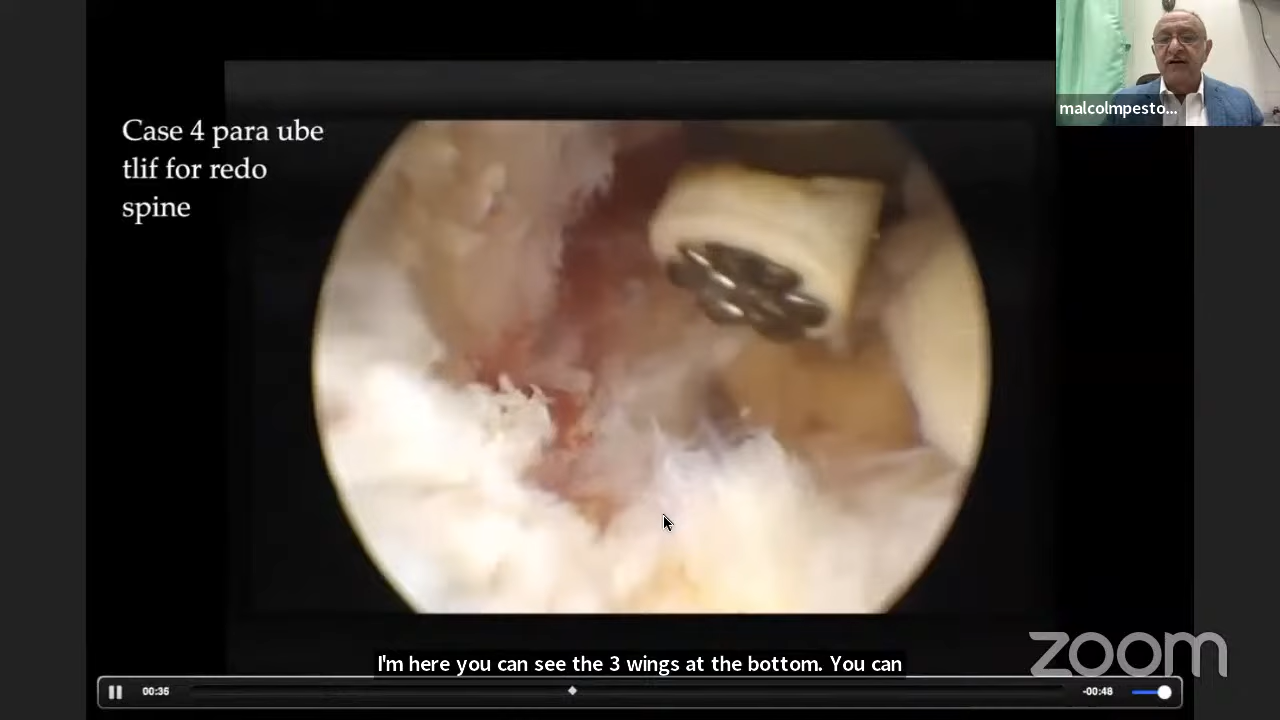 malcolmpesto...
Case 4 para ube
tlif for redo
spine
zoom
I'm here you can see the 3 wings at the bottom. You can
00:36
-00:48